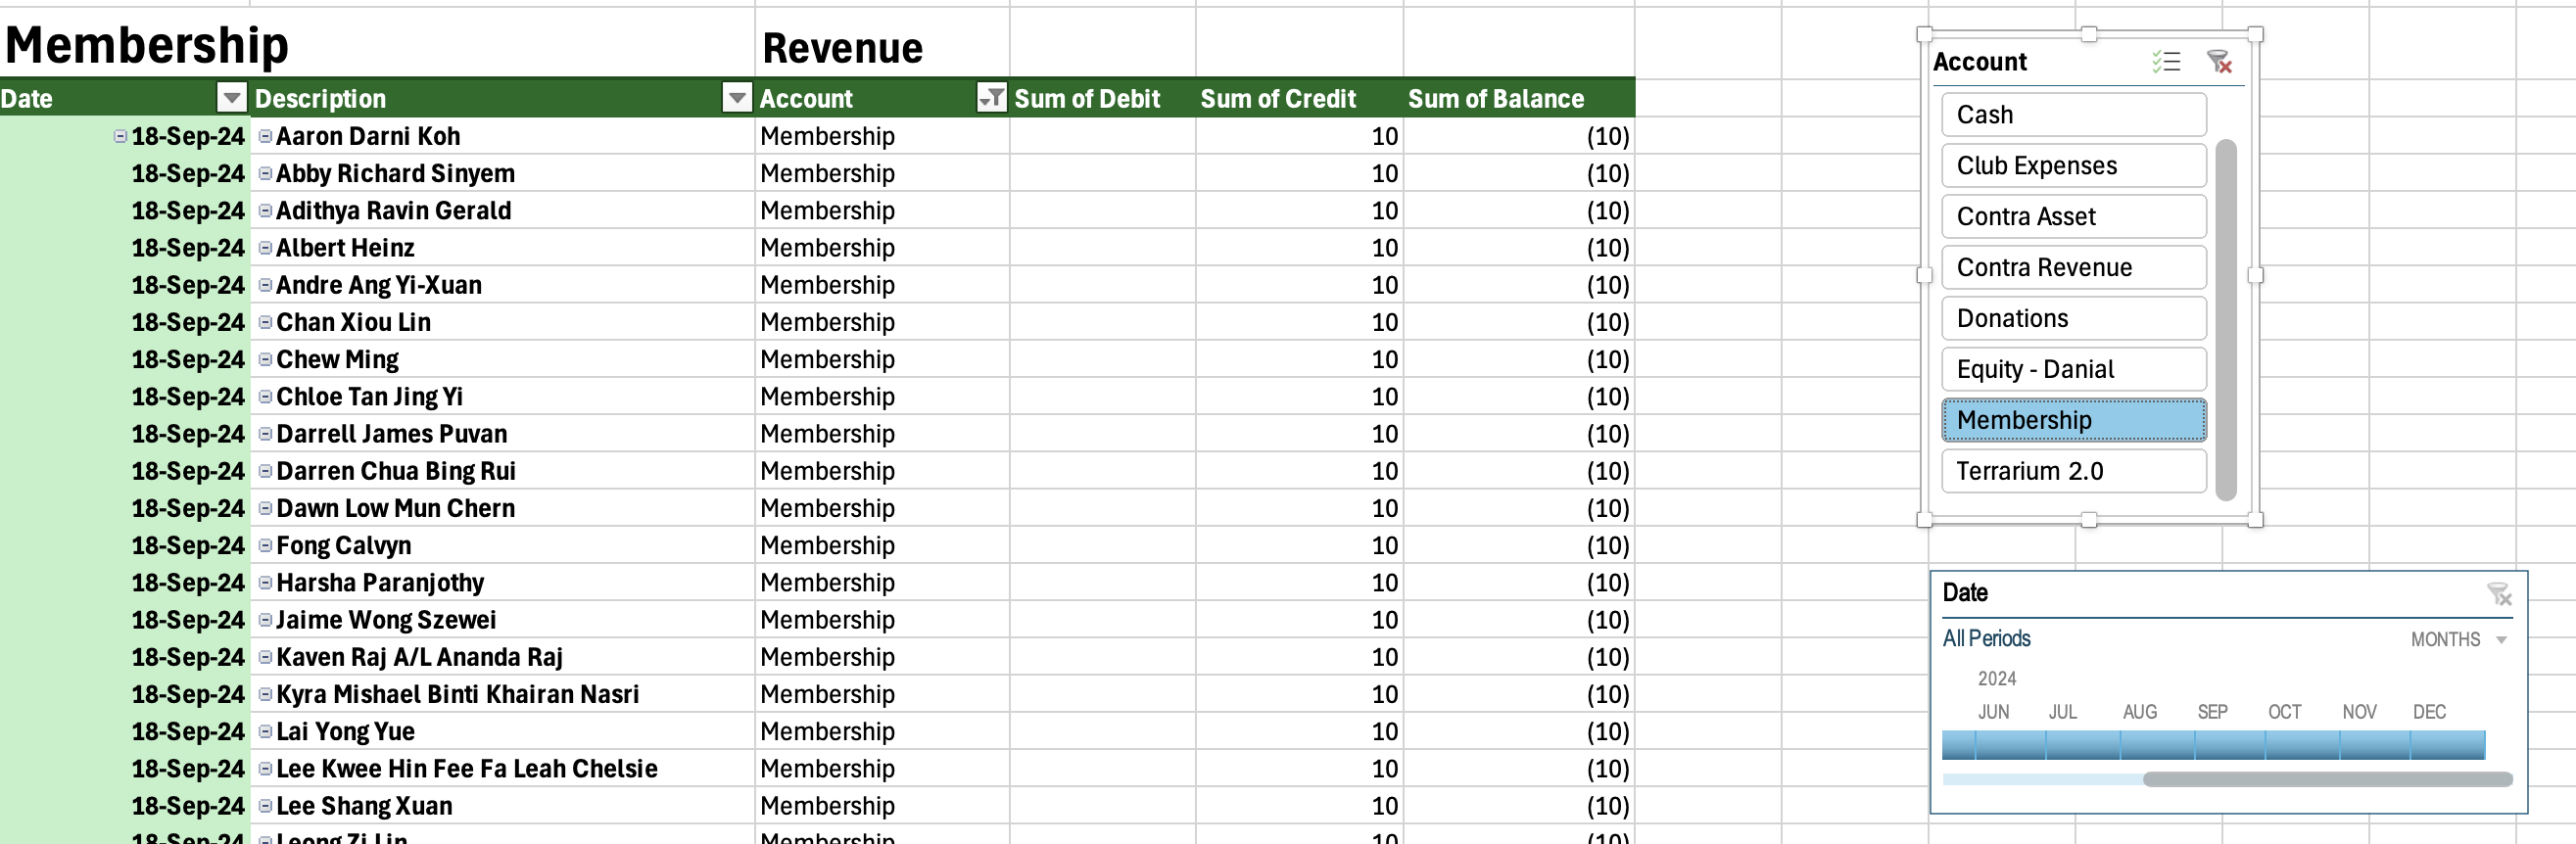 Membership Revenue
Date Description Account Sum of Debit Sum of Credit Sum of Balance
18-Sep-24 Aaron Darni Koh Membership 10 (10)
18-Sep-24 Abby Richard Sinyem Membership 10 (10)
18-Sep-24 Adithya Ravin Gerald Membership 10 (10)
18-Sep-24 Albert Heinz Membership 10 (10)
18-Sep-24 Andre Ang Yi-Xuan Membership 10 (10)
18-Sep-24 Chan Xiou Lin Membership 10 (10)
18-Sep-24 Chew Ming Membership 10 (10)
18-Sep-24 Chloe Tan Jing Yi Membership 10 (10)
18-Sep-24 Darrell James Puvan Membership 10 (10)
18-Sep-24 Darren Chua Bing Rui Membership 10 (10)
18-Sep-24 Dawn Low Mun Chern Membership 10 (10)
18-Sep-24 Fong Calvyn Membership 10 (10)
18-Sep-24 Harsha Paranjothy Membership 10 (10)
18-Sep-24 Jaime Wong Szewei Membership 10 (10)
18-Sep-24 Kaven Raj A/L Ananda Raj Membership 10 (10)
18-Sep-24 Kyra Mishael Binti Khairan Nasri Membership 10 (10)
18-Sep-24 Lai Yong Yue Membership 10 (10)
18-Sep-24 Lee Kwee Hin Fee Fa Leah Chelsie Membership 10 (10)
18-Sep-24 Lee Shang Xuan Membership 10 (10)
18-Sep-24 Leong Zi Lin Membership 10 (10)
Account
Cash
Club Expenses
Contra Asset
Contra Revenue
Donations
Equity - Danial
Membership
Terrarium 2.0
Date
All Periods MONTHS
2024
JUN JUL AUG SEP OCT NOV DEC